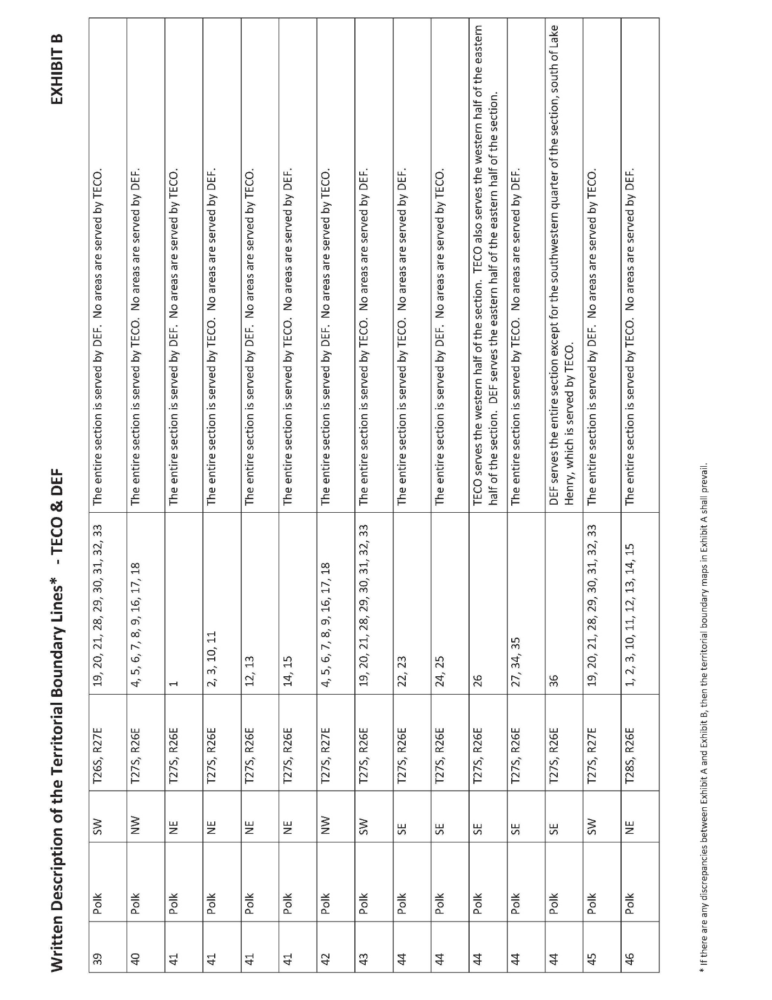 Written Description of the Territorial Boundary Lines* - TECO & DEF EXHIBIT B
39 Polk SW T26S, R27E 19, 20, 21, 28, 29, 30, 31, 32, 33 The entire section is served by DEF. No areas are served by TECO.
40 Polk NW T27S, R26E 4, 5, 6, 7, 8, 9, 16, 17, 18 The entire section is served by TECO. No areas are served by DEF.
41 Polk NE T27S, R26E 1 The entire section is served by DEF. No areas are served by TECO.
41 Polk NE T27S, R26E 2, 3, 10, 11 The entire section is served by TECO. No areas are served by DEF.
41 Polk NE T27S, R26E 12, 13 The entire section is served by DEF. No areas are served by TECO.
41 Polk NE T27S, R26E 14, 15 The entire section is served by TECO. No areas are served by DEF.
42 Polk NW T27S, R27E 4, 5, 6, 7, 8, 9, 16, 17, 18 The entire section is served by DEF. No areas are served by TECO.
43 Polk SW T27S, R26E 19, 20, 21, 28, 29, 30, 31, 32, 33 The entire section is served by TECO. No areas are served by DEF.
44 Polk SE T27S, R26E 22, 23 The entire section is served by TECO. No areas are served by DEF.
44 Polk SE T27S, R26E 24, 25 The entire section is served by DEF. No areas are served by TECO.
44 Polk SE T27S, R26E 26 TECO serves the western half of the section. TECO also serves the western half of the eastern
half of the section. DEF serves the eastern half of the eastern half of the section.
44 Polk SE T27S, R26E 27, 34, 35 The entire section is served by TECO. No areas are served by DEF.
44 Polk SE T27S, R26E 36 DEF serves the entire section except for the southwestern quarter of the section, south of Lake
Henry, which is served by TECO.
45 Polk SW T27S, R27E 19, 20, 21, 28, 29, 30, 31, 32, 33 The entire section is served by DEF. No areas are served by TECO.
46 Polk NE T28S, R26E 1, 2, 3, 10, 11, 12, 13, 14, 15 The entire section is served by TECO. No areas are served by DEF.
* If there are any discrepancies between Exhibit A and Exhibit B, then the territorial boundary maps in Exhibit A shall prevail.